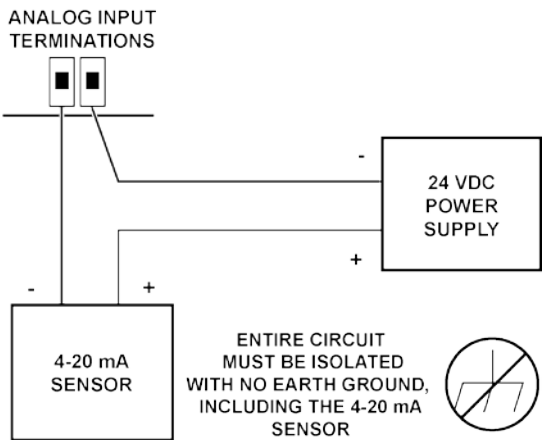 ANALOG INPUT
TERMINATIONS
-
24 VDC
POWER
SUPPLY
+
-
+
4-20 mA
SENSOR
ENTIRE CIRCUIT
MUST BE ISOLATED
WITH NO EARTH GROUND,
INCLUDING THE 4-20 mA
SENSOR